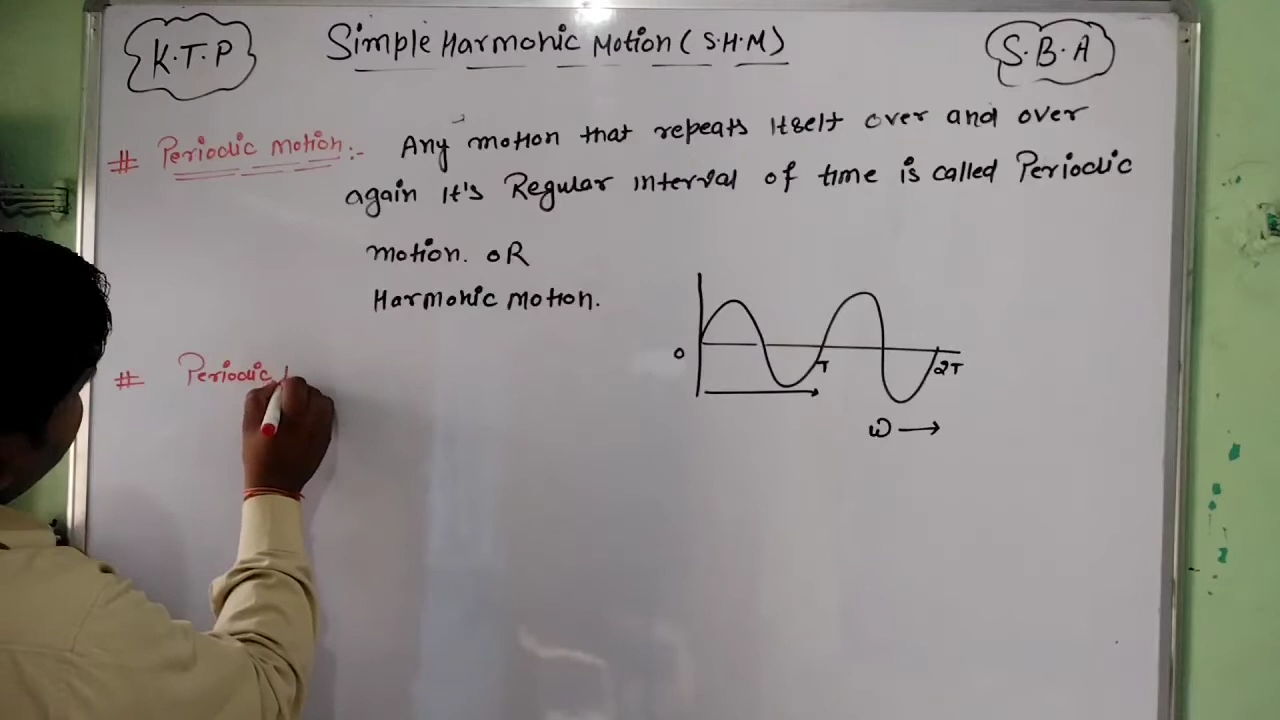 K.T.P
Simple Harmonic Motion (S.H.M)
S.B.A
# Periodic motion:- Any motion that repeats itself over and over
again it's Regular interval of time is called Periodic
motion. OR
Harmonic motion.
0
T
2T
ω →
# Periodic